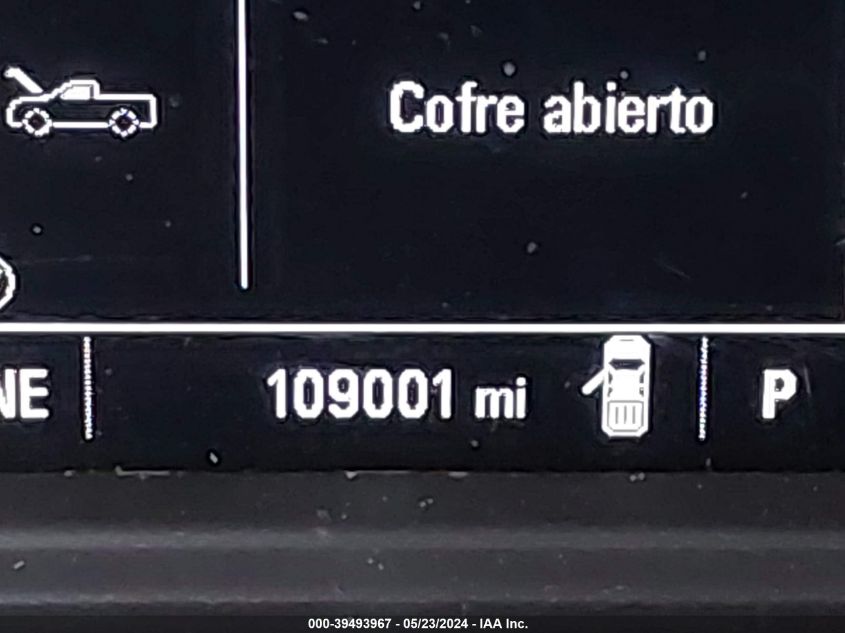 Cofre abierto
NE 109001 mi P
000-39493967 - 05/23/2024 - IAA Inc.